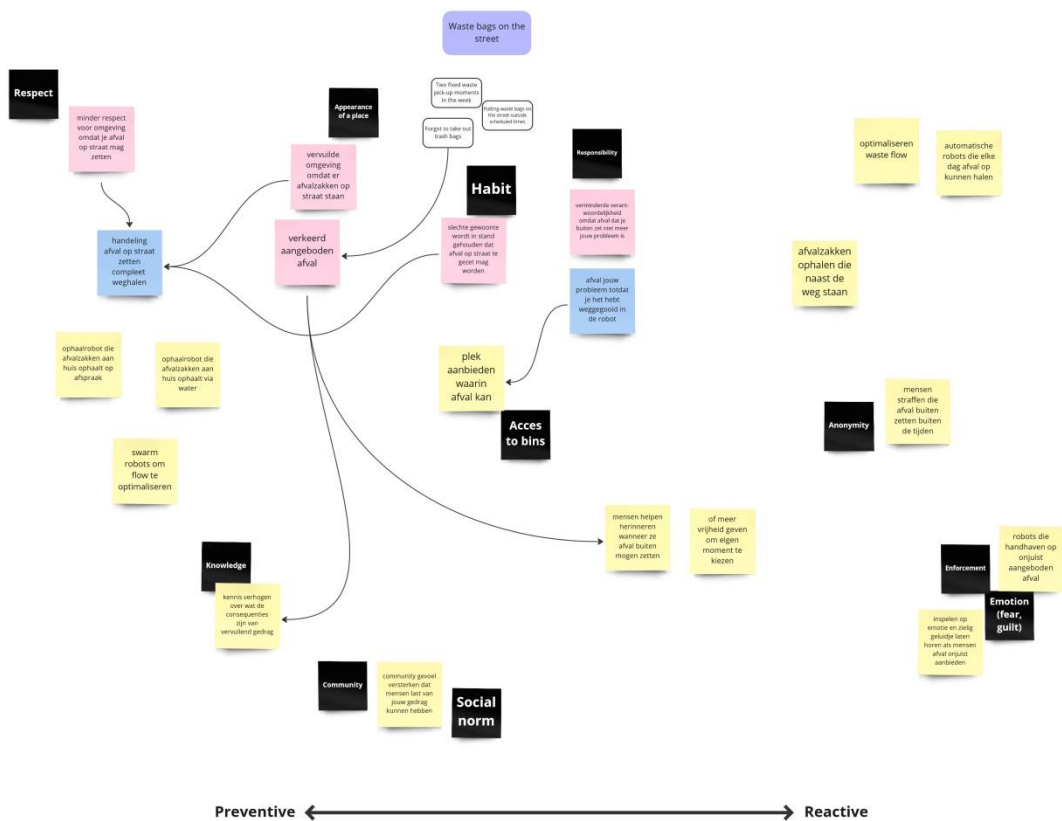 Waste bags on the
street
Respect
minder respect
voor omgeving
omdat je afval
op straat mag
zetten
Appearance
of a place
Two fixed waste
pick-up moments
in the week
Putting waste bags on
the street outside
scheduled times
Forgot to take out
trash bags
vervuilde
omgeving
omdat er
afvalzakken op
straat staan
Habit
Responsibility
optimaliseren
waste flow
automatische
robots die elke
dag afval op
kunnen halen
handeling
afval op straat
zetten
compleet
weghalen
verkeerd
aangeboden
afval
slechte gewoonte
wordt in stand
gehouden dat
afval op straat te
gezet mag
worden
verminderde verant-
woordelijkheid
omdat afval dat je
buiten zet niet meer
jouw probleem is
afval jouw
probleem totdat
je het hebt
weggegooid in
de robot
afvalzakken
ophalen die
naast de
weg staan
ophaalrobot die
afvalzakken aan
huis ophaalt op
afspraak
ophaalrobot die
afvalzakken aan
huis ophaalt via
water
plek
aanbieden
waarin
afval kan
Acces
to bins
Anonymity
mensen
straffen die
afval buiten
zetten buiten
de tijden
swarm
robots om
flow te
optimaliseren
mensen helpen
herinneren
wanneer ze
afval buiten
mogen zetten
of meer
vrijheid geven
om eigen
moment te
kiezen
Knowledge
kennis verhogen
over wat de
consequenties
zijn van
vervuilend gedrag
Enforcement
robots die
handhaven op
onjuist
aangeboden
afval
Emotion
(fear,
guilt)
inspelen op
emotie en zielig
geluidje laten
horen als mensen
afval onjuist
aanbieden
Community
community gevoel
versterken dat
mensen last van
jouw gedrag
kunnen hebben
Social
norm
Preventive
Reactive